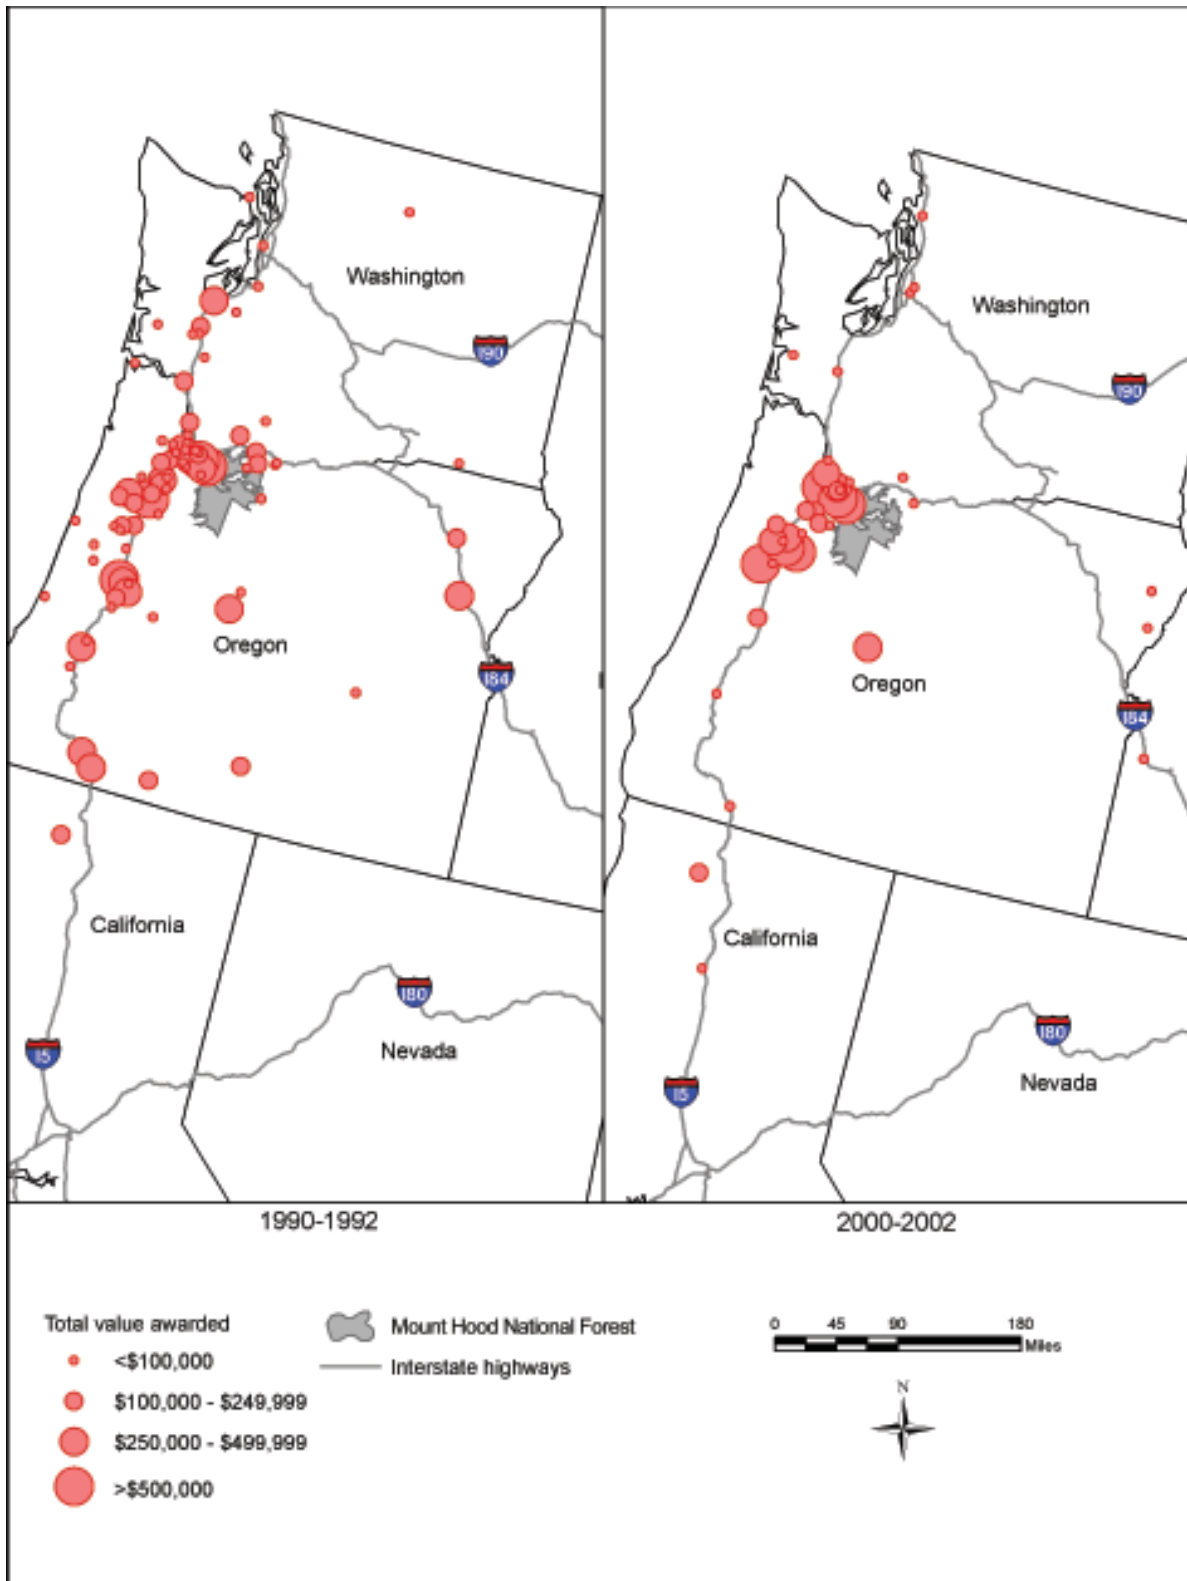 Washington
190
Oregon
184
California
180
Nevada
15
Washington
190
Oregon
184
California
180
Nevada
15
1990-1992
2000-2002
Total value awarded
<$100,000
$100,000 - $249,999
$250,000 - $499,999
>$500,000
Mount Hood National Forest
Interstate highways
0 45 90 180
Miles
N